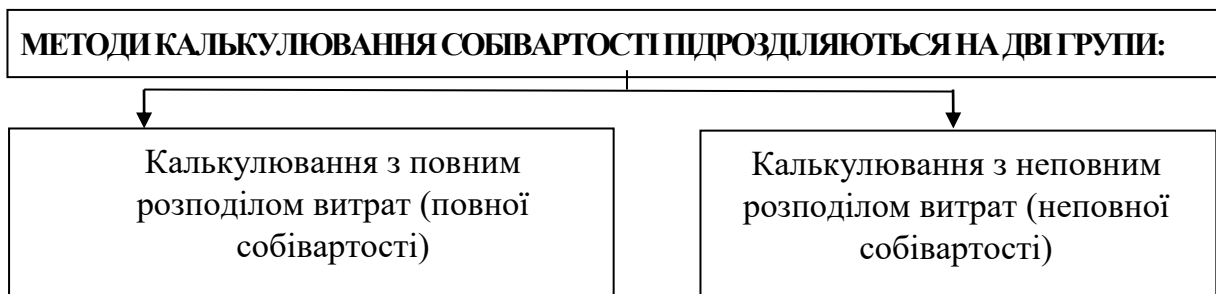 МЕТОДИ КАЛЬКУЛЮВАННЯ СОБІВАРТОСТІ ПІДРОЗДІЛЯЮТЬСЯ НА ДВІ ГРУПИ:
Калькулювання з повним
розподілом витрат (повної
собівартості)
Калькулювання з неповним
розподілом витрат (неповної
собівартості)